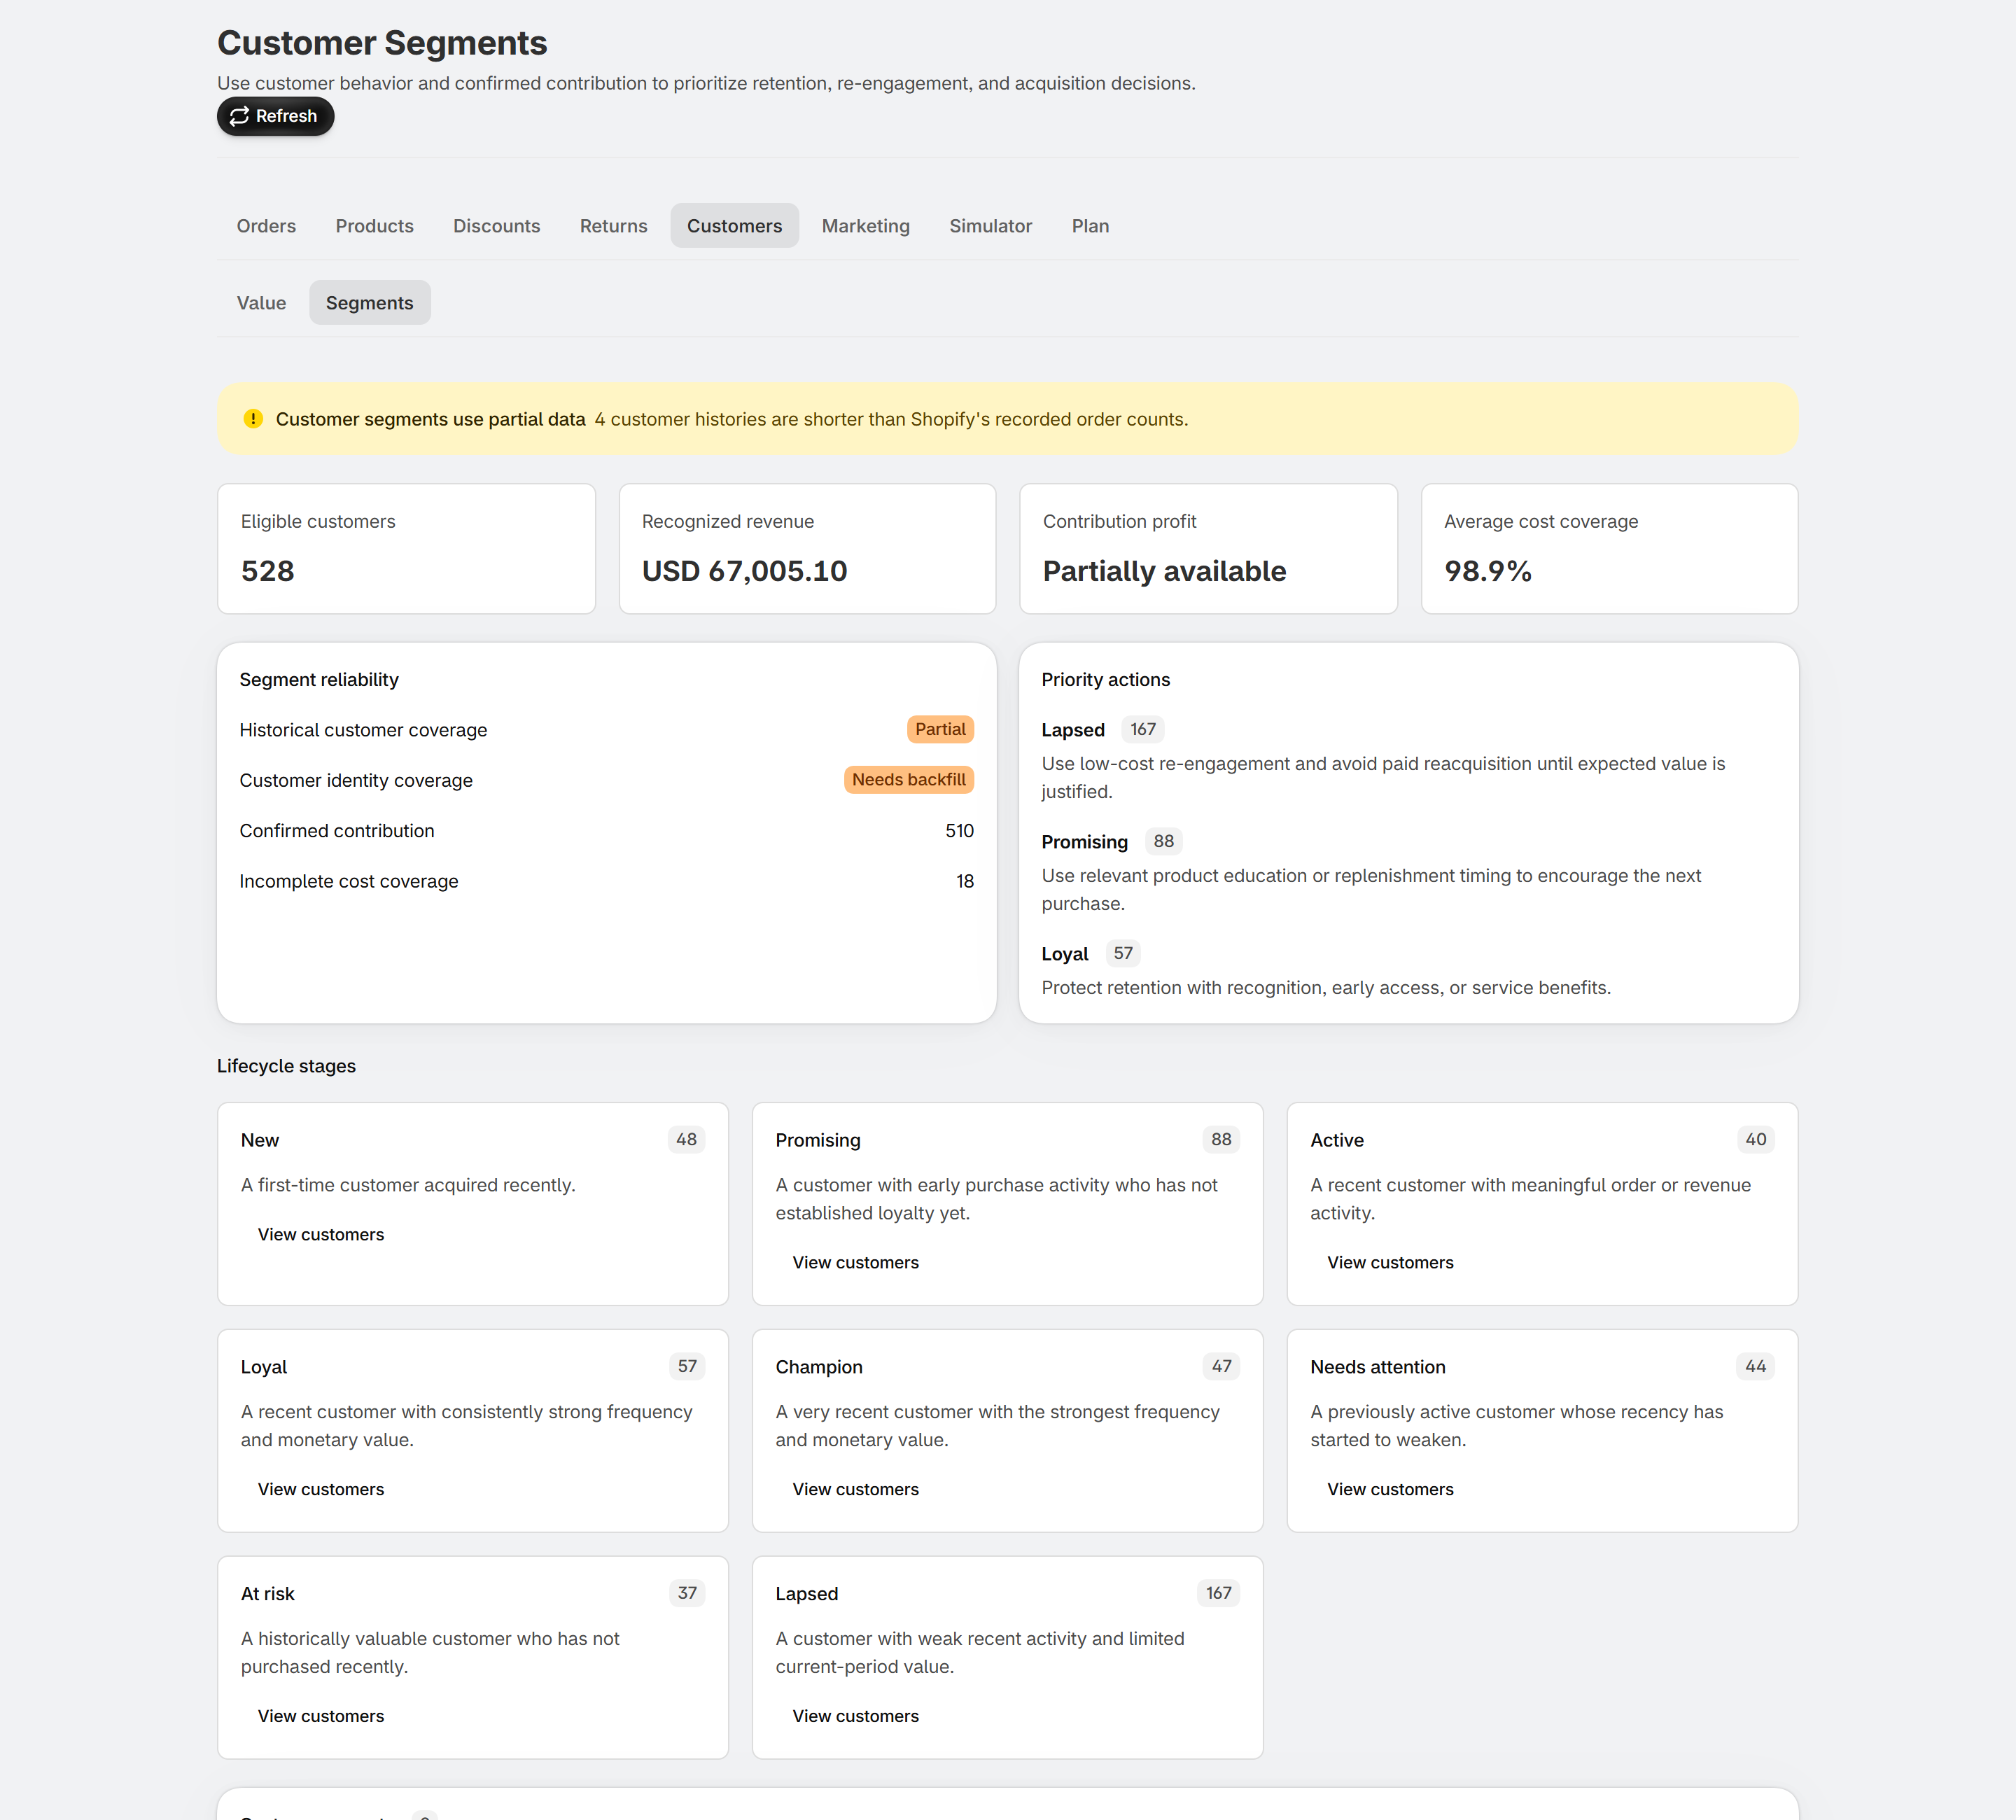 Customer Segments
Use customer behavior and confirmed contribution to prioritize retention, re-engagement, and acquisition decisions.
Refresh
Orders Products Discounts Returns Customers Marketing Simulator Plan
Value Segments
Customer segments use partial data 4 customer histories are shorter than Shopify's recorded order counts.
Eligible customers
528
Recognized revenue
USD 67,005.10
Contribution profit
Partially available
Average cost coverage
98.9%
Segment reliability
Historical customer coverage Partial
Customer identity coverage Needs backfill
Confirmed contribution 510
Incomplete cost coverage 18
Priority actions
Lapsed 167
Use low-cost re-engagement and avoid paid reacquisition until expected value is
justified.
Promising 88
Use relevant product education or replenishment timing to encourage the next
purchase.
Loyal 57
Protect retention with recognition, early access, or service benefits.
Lifecycle stages
New 48
A first-time customer acquired recently.
View customers
Promising 88
A customer with early purchase activity who has not
established loyalty yet.
View customers
Active 40
A recent customer with meaningful order or revenue
activity.
View customers
Loyal 57
A recent customer with consistently strong frequency
and monetary value.
View customers
Champion 47
A very recent customer with the strongest frequency
and monetary value.
View customers
Needs attention 44
A previously active customer whose recency has
started to weaken.
View customers
At risk 37
A historically valuable customer who has not
purchased recently.
View customers
Lapsed 167
A customer with weak recent activity and limited
current-period value.
View customers